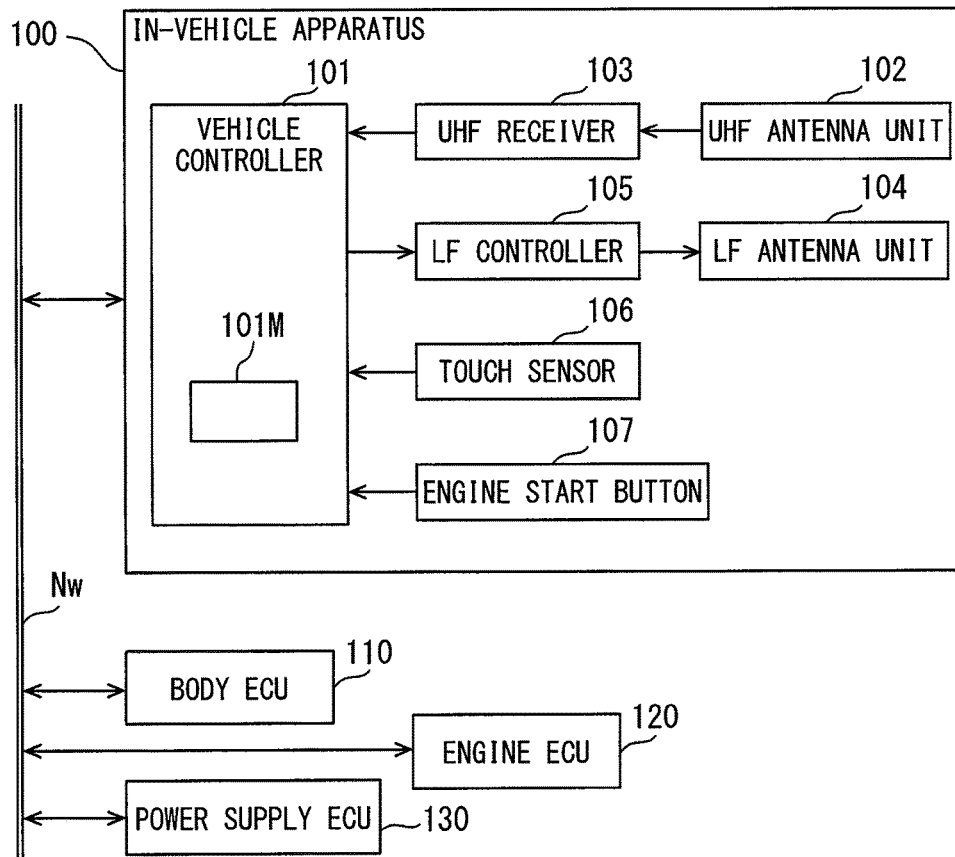 100
IN-VEHICLE APPARATUS
101
103
102
VEHICLE
CONTROLLER
UHF RECEIVER
UHF ANTENNA UNIT
105
104
LF CONTROLLER
LF ANTENNA UNIT
101M
106
TOUCH SENSOR
107
ENGINE START BUTTON
Nw
110
BODY ECU
120
ENGINE ECU
POWER SUPPLY ECU
130